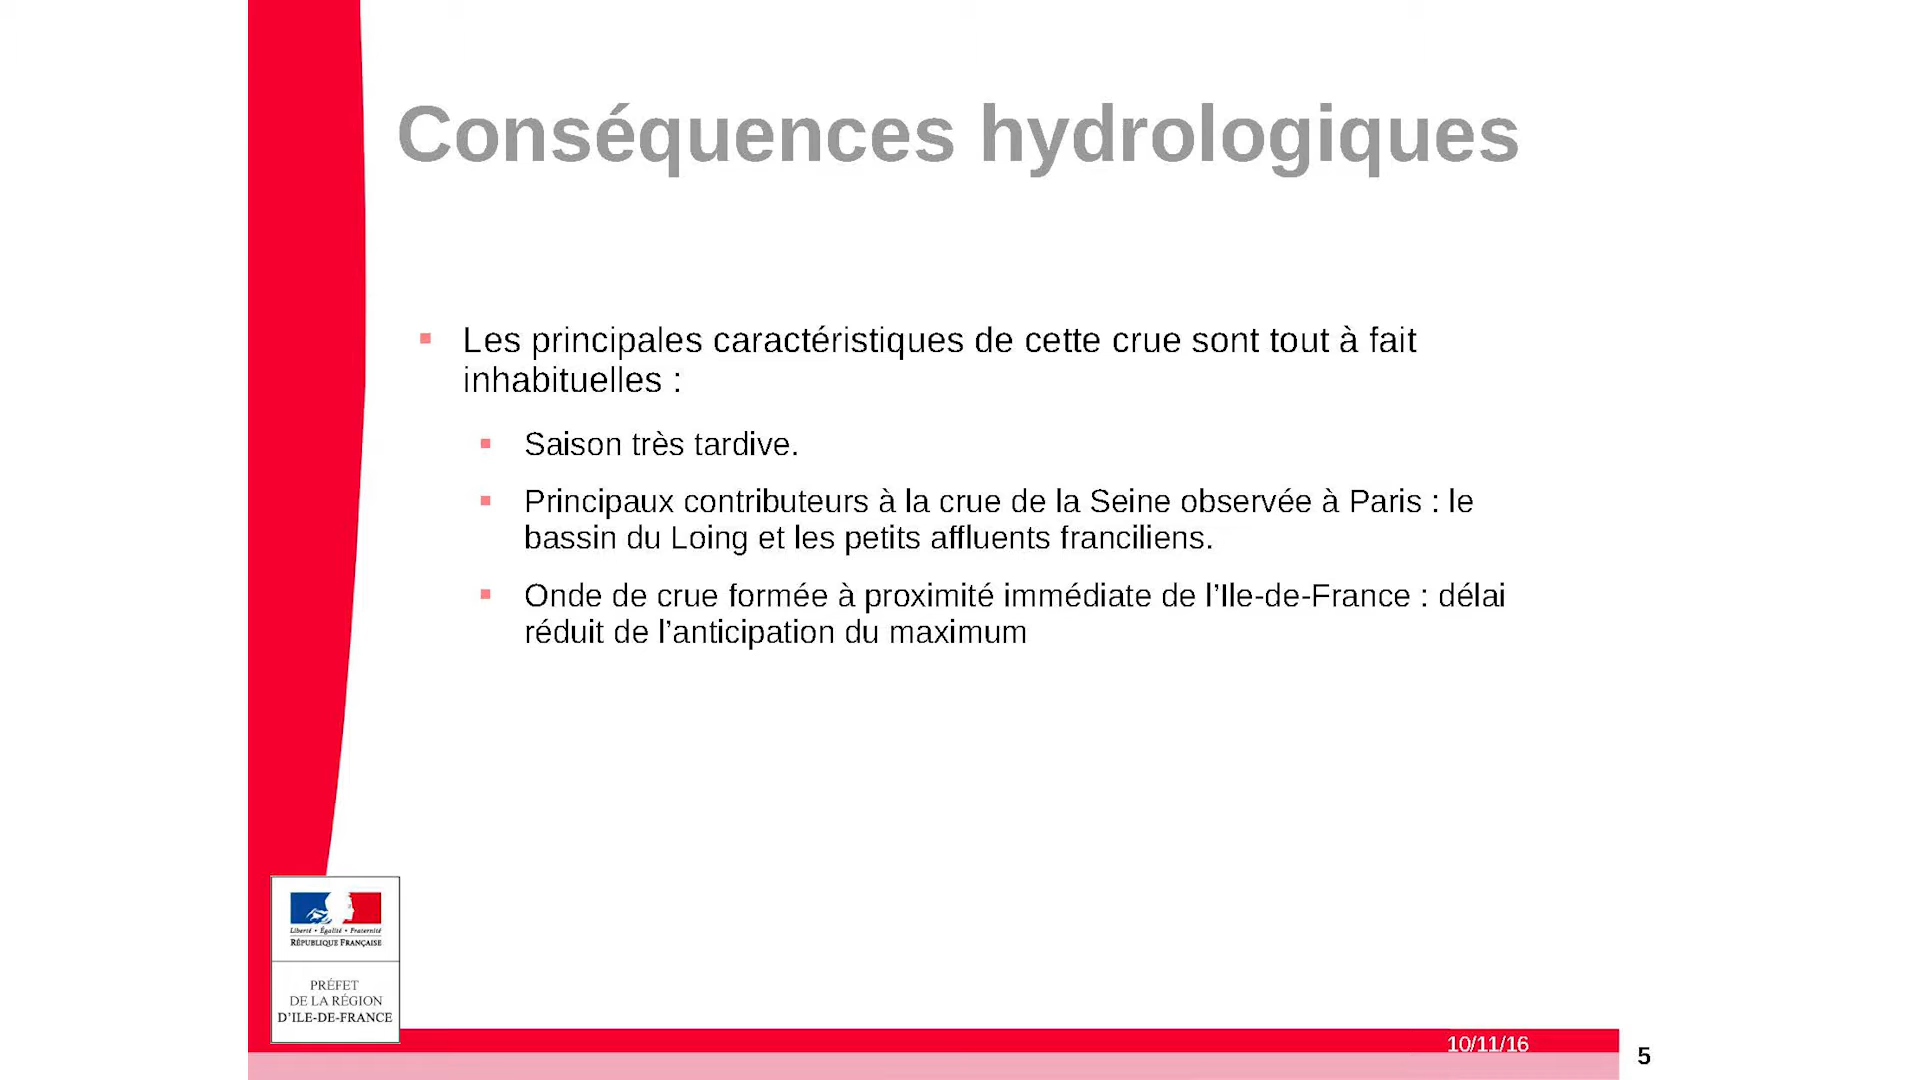 Conséquences hydrologiques
Les principales caractéristiques de cette crue sont tout à fait
inhabituelles :
Saison très tardive.
Principaux contributeurs à la crue de la Seine observée à Paris : le
bassin du Loing et les petits affluents franciliens.
Onde de crue formée à proximité immédiate de l’Ile-de-France : délai
réduit de l’anticipation du maximum
Liberté • Égalité • Fraternité
RÉPUBLIQUE FRANÇAISE
PRÉFET
DE LA RÉGION
D’ILE-DE-FRANCE
10/11/16
5